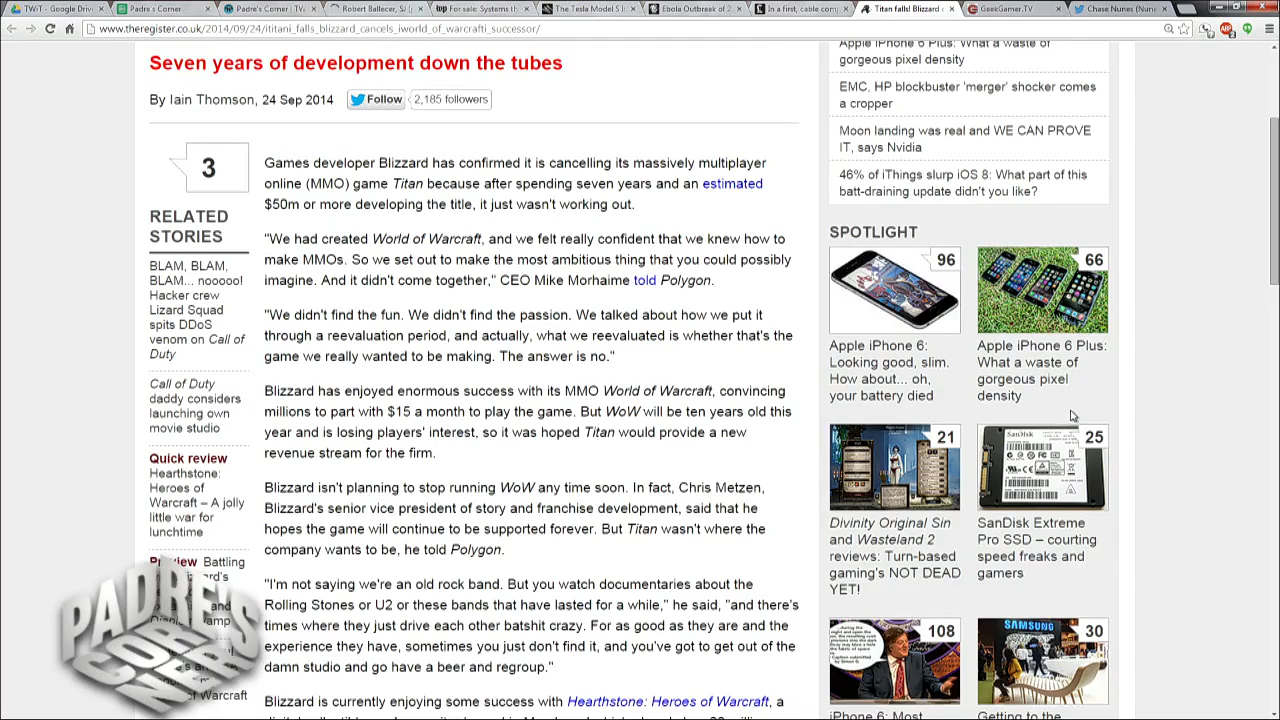 TWiT - Google Driv
Padre's Corner
Padre's Corner | TV
Robert Ballecer, SJ
For sale: Systems th
The Tesla Model S
Ebola Outbreak of 2
In a first, cable comp
Titan falls! Blizzard c
GeekGamer.TV
Chase Nunes (Nune
www.theregister.co.uk/2014/09/24/ititani_falls_blizzard_cancels_iworld_of_warcrafti_successor/
Seven years of development down the tubes
By Iain Thomson, 24 Sep 2014
Follow
2,185 followers
3
RELATED
STORIES
BLAM, BLAM,
BLAM... nooooo!
Hacker crew
Lizard Squad
spits DDoS
venom on Call of
Duty
Call of Duty
daddy considers
launching own
movie studio
Quick review
Hearthstone:
Heroes of
Warcraft – A jolly
little war for
lunchtime
Preview Battling
PADRE'S
Warcraft
Games developer Blizzard has confirmed it is cancelling its massively multiplayer
online (MMO) game Titan because after spending seven years and an estimated
$50m or more developing the title, it just wasn't working out.
"We had created World of Warcraft, and we felt really confident that we knew how to
make MMOs. So we set out to make the most ambitious thing that you could possibly
imagine. And it didn't come together," CEO Mike Morhaime told Polygon.
"We didn't find the fun. We didn't find the passion. We talked about how we put it
through a reevaluation period, and actually, what we reevaluated is whether that's the
game we really wanted to be making. The answer is no."
Blizzard has enjoyed enormous success with its MMO World of Warcraft, convincing
millions to part with $15 a month to play the game. But WoW will be ten years old this
year and is losing players' interest, so it was hoped Titan would provide a new
revenue stream for the firm.
Blizzard isn't planning to stop running WoW any time soon. In fact, Chris Metzen,
Blizzard's senior vice president of story and franchise development, said that he
hopes the game will continue to be supported forever. But Titan wasn't where the
company wants to be, he told Polygon.
"I'm not saying we're an old rock band. But you watch documentaries about the
Rolling Stones or U2 or these bands that have lasted for a while," he said, "and there's
times where they just drive each other batshit crazy. For as good as they are and the
experience they have, sometimes you just don't find it, and you've got to get out of the
damn studio and go have a beer and regroup."
Blizzard is currently enjoying some success with Hearthstone: Heroes of Warcraft, a
Apple iPhone 6 Plus: What a waste of
gorgeous pixel density
EMC, HP blockbuster 'merger' shocker comes
a cropper
Moon landing was real and WE CAN PROVE
IT, says Nvidia
46% of iThings slurp iOS 8: What part of this
batt-draining update didn't you like?
SPOTLIGHT
96
Apple iPhone 6:
Looking good, slim.
How about... oh,
your battery died
66
Apple iPhone 6 Plus:
What a waste of
gorgeous pixel
density
21
Divinity Original Sin
and Wasteland 2
reviews: Turn-based
gaming's NOT DEAD
YET!
SanDisk
25
SanDisk Extreme
Pro SSD – courting
speed freaks and
gamers
108
iPhone 6: Most
SAMSUNG
30
Getting to the